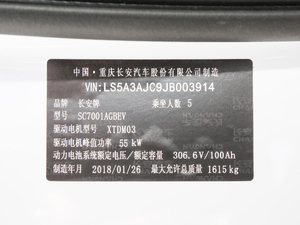 中国·重庆长安汽车股份有限公司制造
VIN:LS5A3AJC9JB003914
品牌 长安牌 乘坐人数 5
型号 SC7001AGBEV
驱动电机型号 XTDM03
驱动电机峰值功率 55 kW
动力电池系统额定电压／额定容量 306.6V/100Ah
制造年月 2018/01/26 最大允许总质量 1615kg